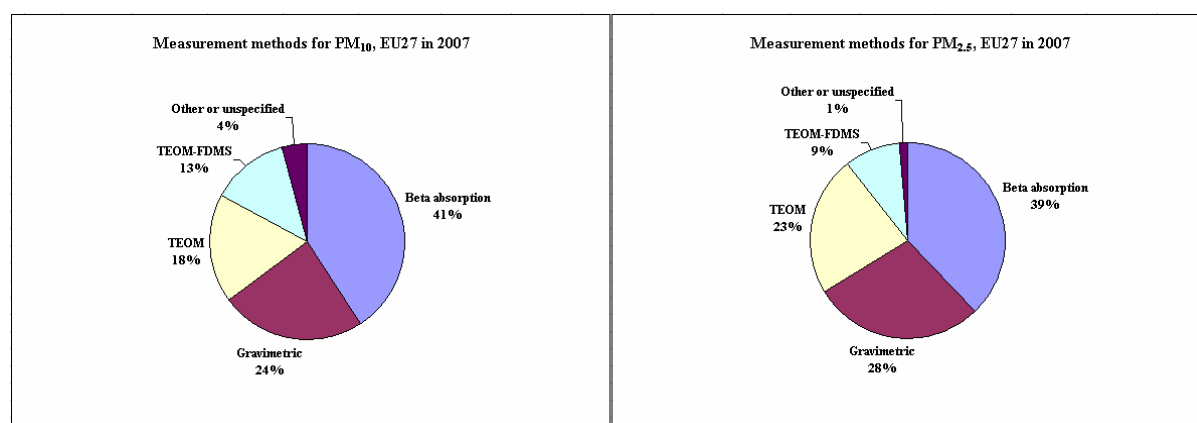 Measurement methods for PM10, EU27 in 2007
Other or unspecified
4%
TEOM-FDMS
13%
Beta absorption
41%
TEOM
18%
Gravimetric
24%
Measurement methods for PM2.5, EU27 in 2007
Other or unspecified
1%
TEOM-FDMS
9%
Beta absorption
39%
TEOM
23%
Gravimetric
28%